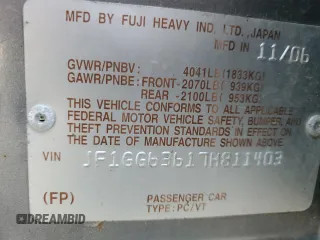 MFD BY FUJI HEAVY IND. LTD., JAPAN
MFD IN 11/06
GVWR/PNBV: 4041LB(1833KG)
GAWR/PNBE: FRONT-2070LB( 939KG)
REAR -2100LB( 953KG)
THIS VEHICLE CONFORMS TO ALL APPLICABLE
FEDERAL MOTOR VEHICLE SAFETY, BUMPER, AND
THEFT PREVENTION STANDARDS IN EFFECT ON THE
DATE OF MANUFACTURE SHOWN ABOVE.
VIN JF1GG63617H811403
(FP) PASSENGER CAR
TYPE:PC/VT
DREAMBID